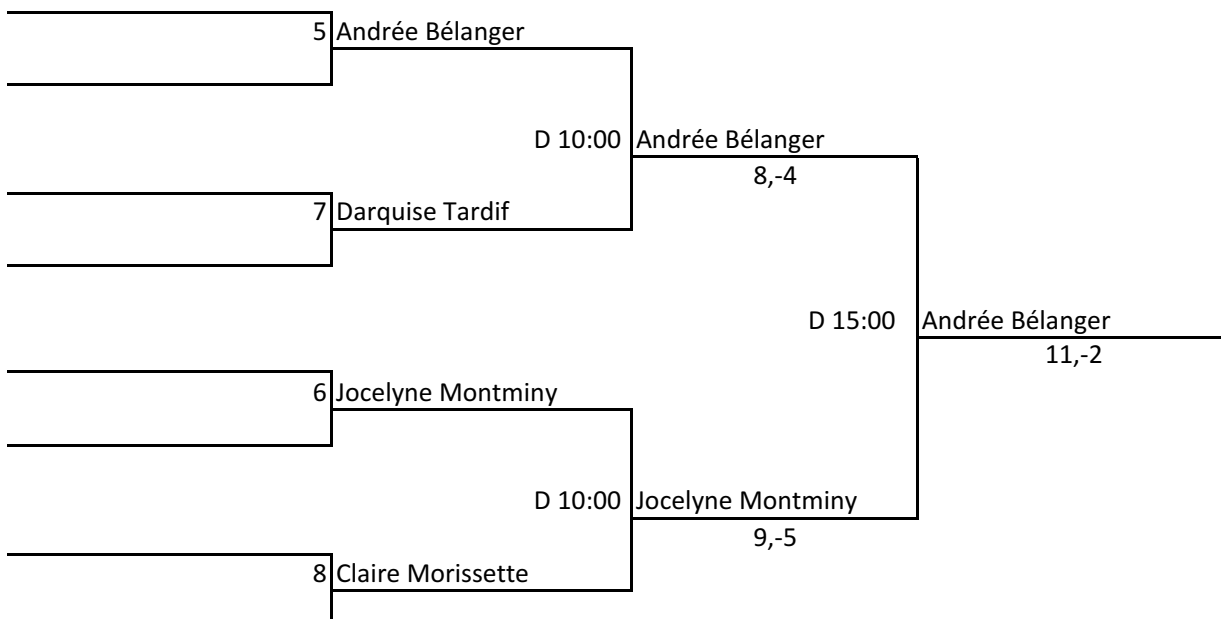 5 Andrée Bélanger
D 10:00 Andrée Bélanger
8,-4
7 Darquise Tardif
D 15:00 Andrée Bélanger
11,-2
6 Jocelyne Montminy
D 10:00 Jocelyne Montminy
9,-5
8 Claire Morissette